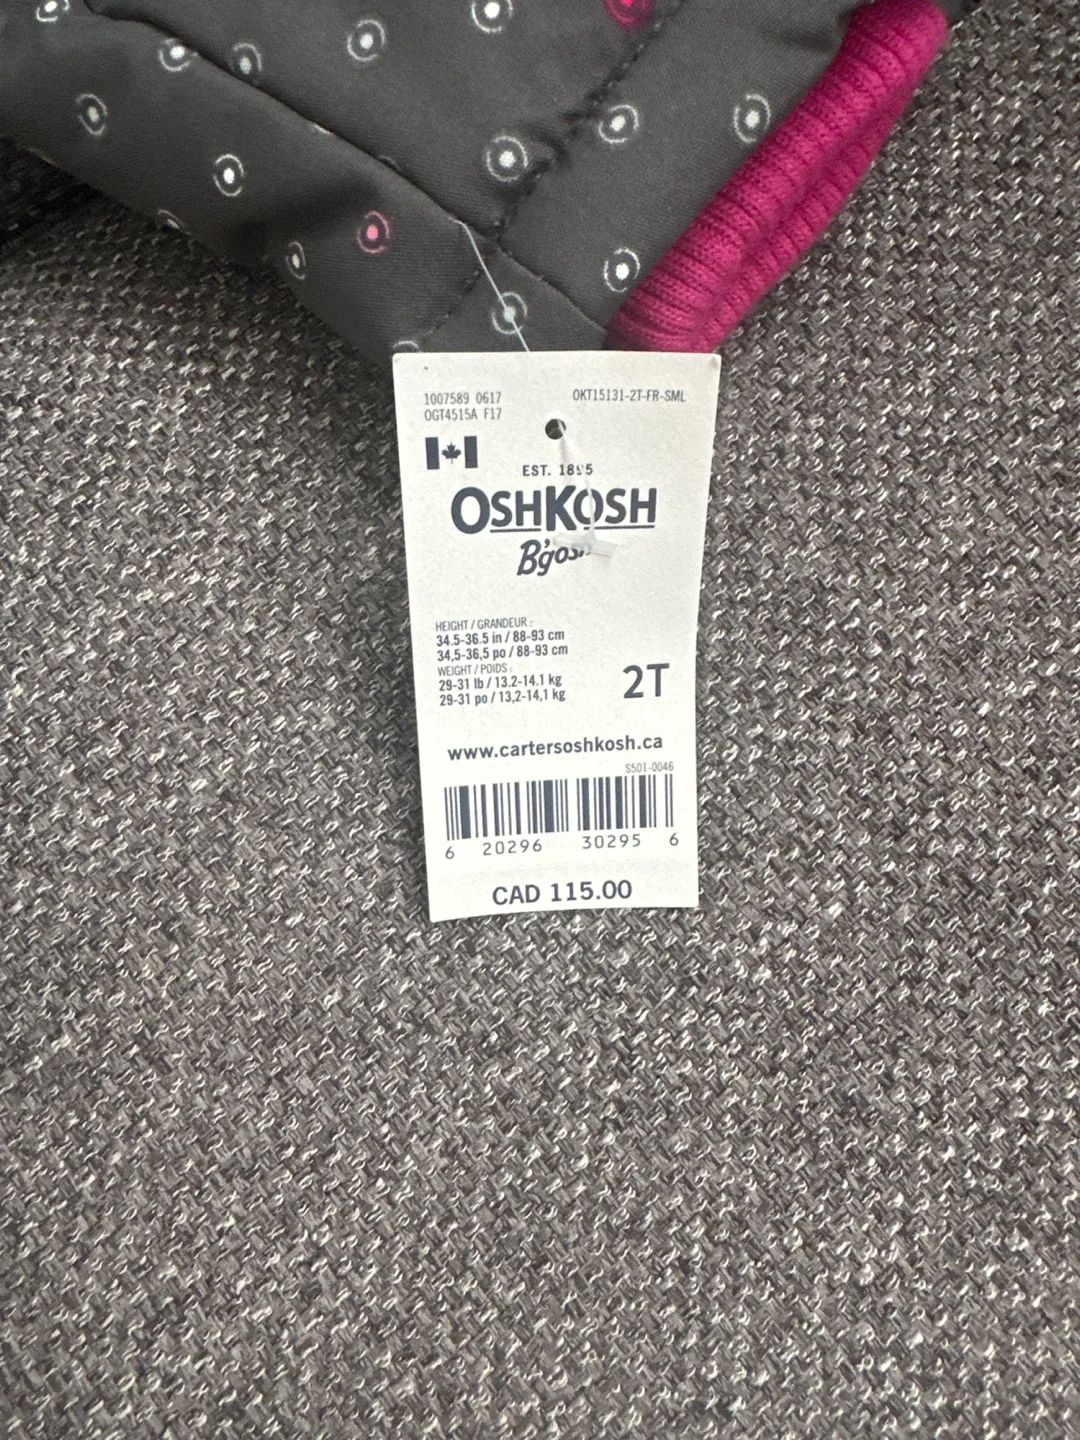 1007589 0617
OGT4515A F17
OKT15131-2T-FR-SML
EST. 1895
OSHKOSH
B'gosh
HEIGHT / GRANDEUR :
34.5-36.5 in / 88-93 cm
34,5-36,5 po / 88-93 cm
WEIGHT / POIDS :
29-31 lb / 13.2-14.1 kg
29-31 po / 13,2-14,1 kg
2T
www.cartersoshkosh.ca
S501-0046
6 20296 30295 6
CAD 115.00